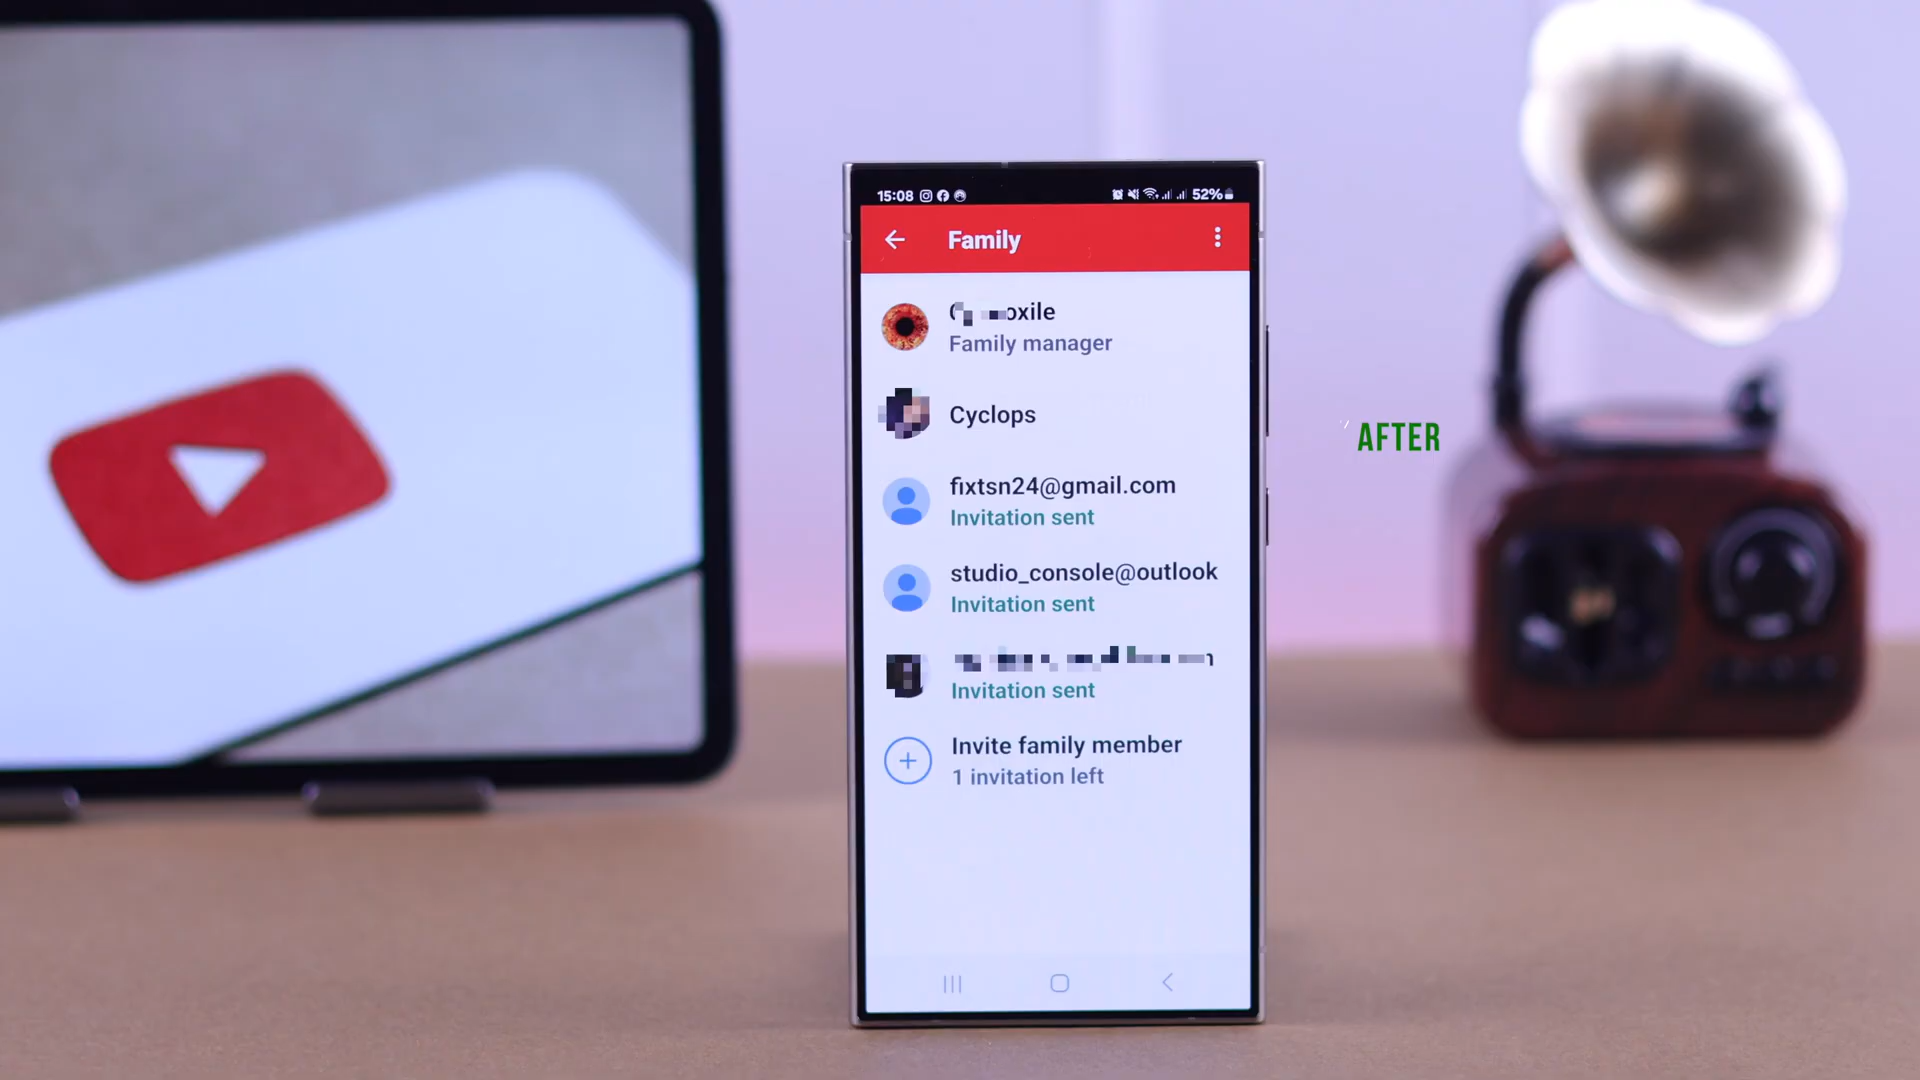 15:08
52%
Family
oxile
Family manager
Cyclops
fixtsn24@gmail.com
Invitation sent
studio_console@outlook
Invitation sent
Invitation sent
Invite family member
1 invitation left
AFTER